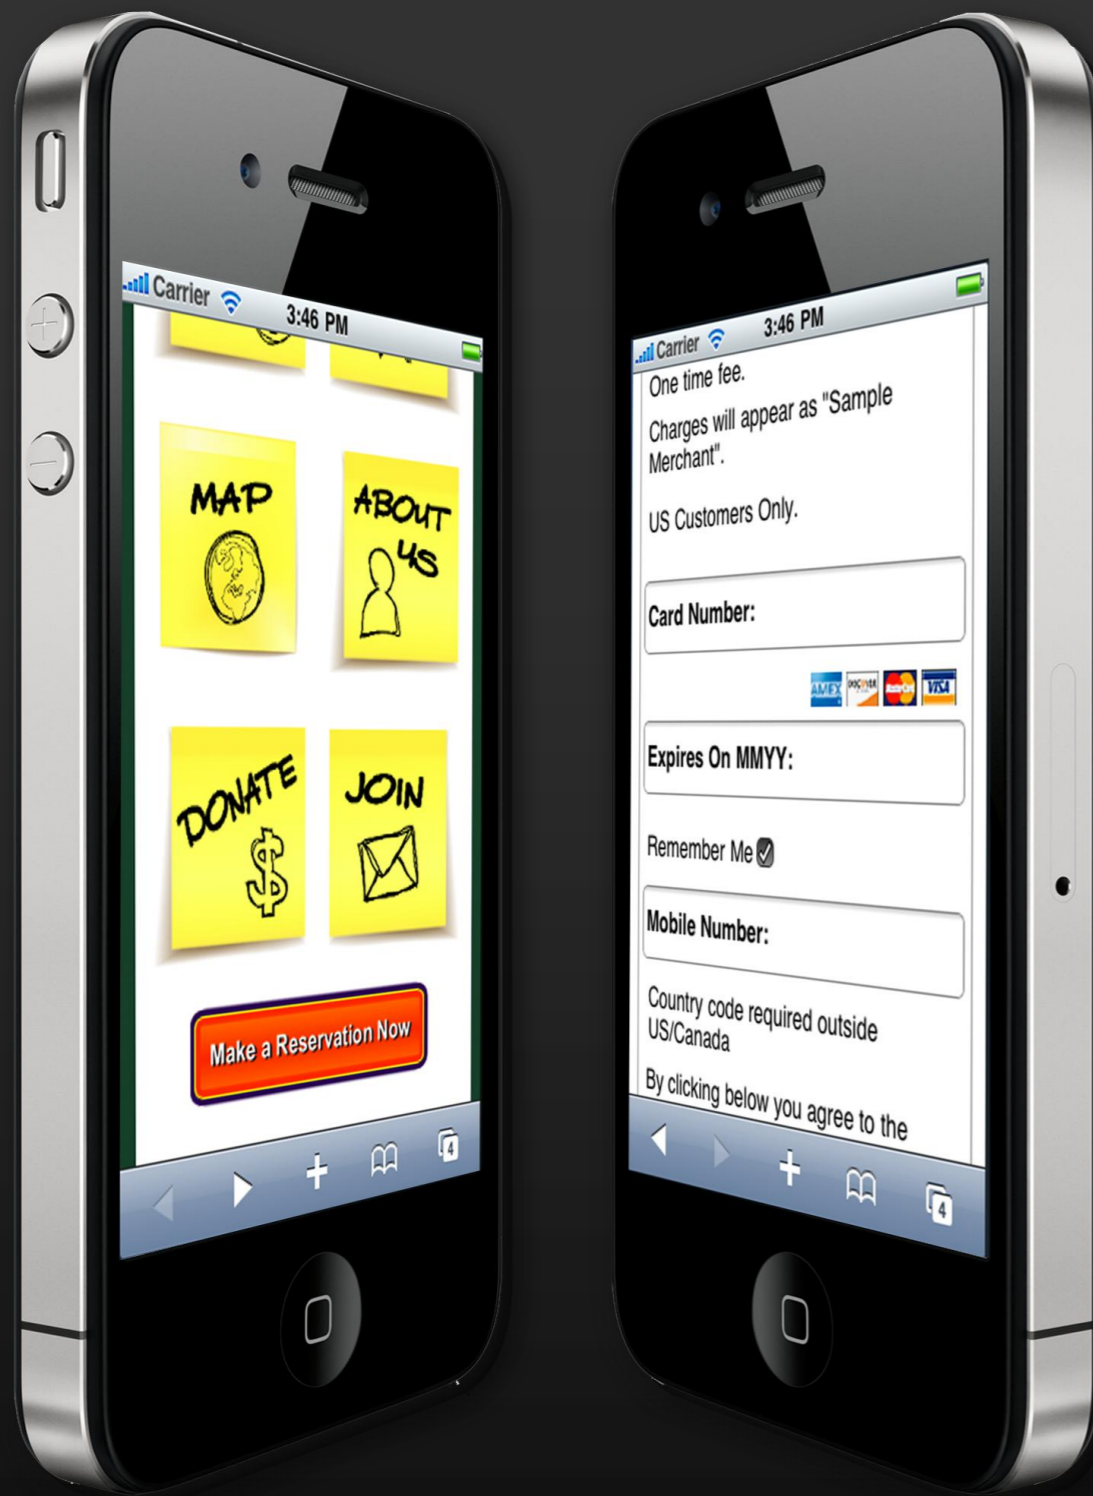 Carrier
3:46 PM
MAP
ABOUT
US
DONATE
$
JOIN
Make a Reservation Now
4
Carrier
3:46 PM
One time fee.
Charges will appear as "Sample
Merchant".
US Customers Only.
Card Number:
AMEX DISCOVER MasterCard VISA
Expires On MMYY:
Remember Me
Mobile Number:
Country code required outside
US/Canada
By clicking below you agree to the
4